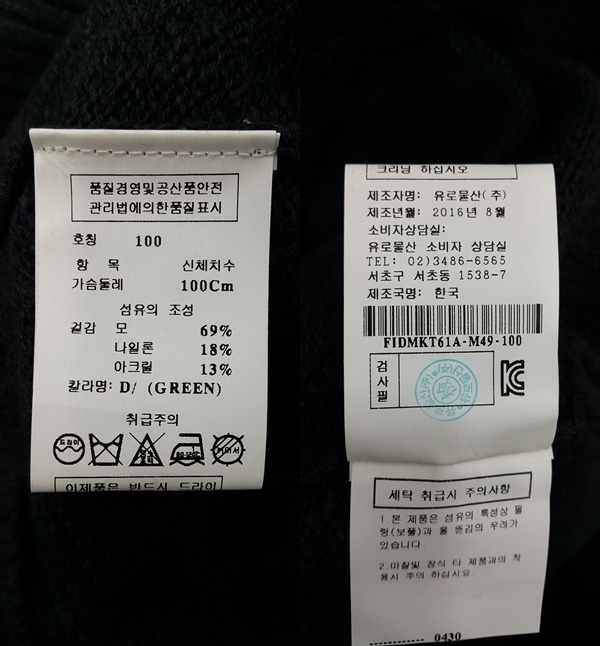 품질경영및공산품안전
관리법에의한품질표시
호칭 100
항 목 신체치수
가슴둘레 100Cm
섬유의 조성
겉감 모 69%
나일론 18%
아크릴 13%
칼라명: D/ (GREEN)
취급주의
드라이
이제품은 반드시 드라이
크리닝 하십시오
제조자명: 유로물산(주)
제조년월: 2016년 8월
소비자상담실:
유로물산 소비자 상담실
TEL: 02)3486-6565
서초구 서초동 1538-7
제조국명: 한국
FIDMKT61A-M49-100
검사필
세탁 취급시 주의사항
1.본 제품은 섬유의 특성상 필
링(보풀)과 올 뜯김의 우려가
있습니다.
2.마찰및 장식 타 제품과의 착
용시 주의 하십시요.
0430